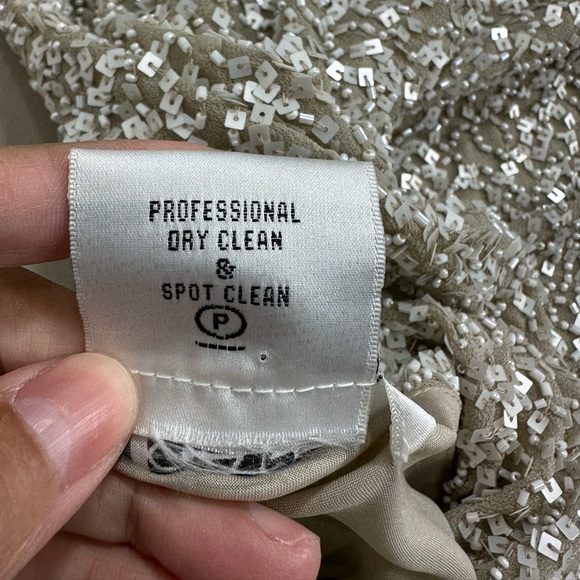 PROFESSIONAL
DRY CLEAN
&
SPOT CLEAN
P